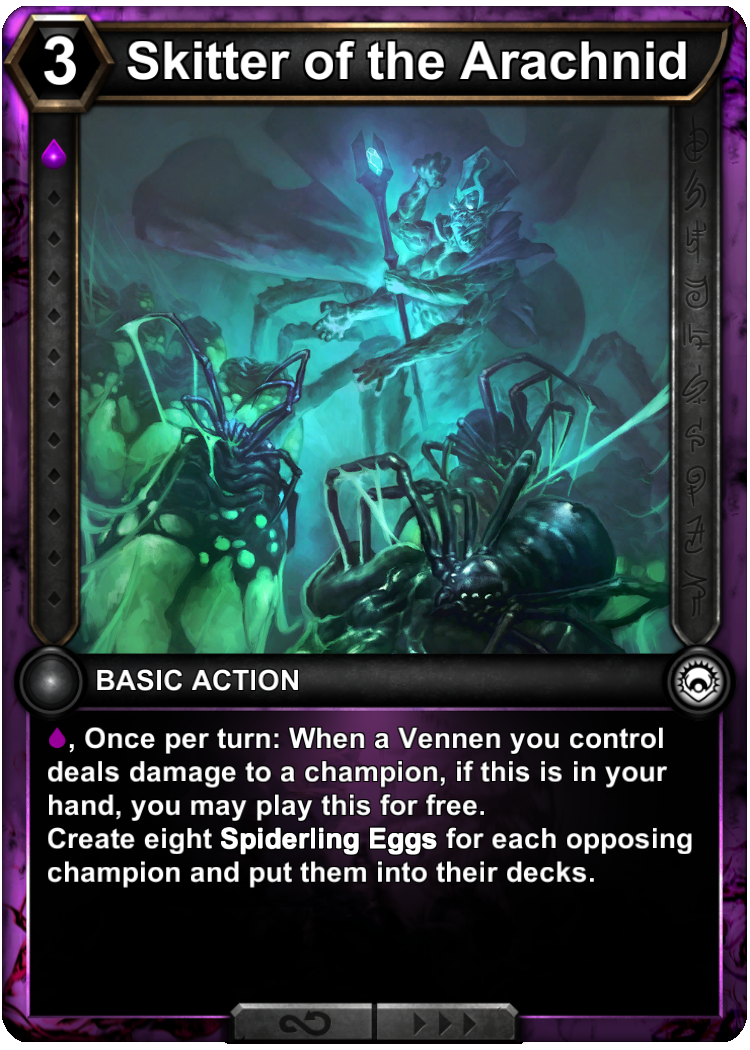 3 Skitter of the Arachnid
BASIC ACTION
, Once per turn: When a Vennen you control
deals damage to a champion, if this is in your
hand, you may play this for free.
Create eight Spiderling Eggs for each opposing
champion and put them into their decks.